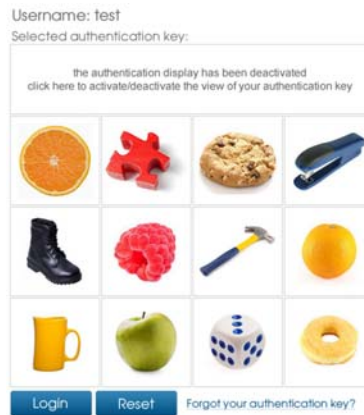 Username: test
Selected authentication key:
the authentication display has been deactivated
click here to activate/deactivate the view of your authentication key
Login Reset Forgot your authentication key?